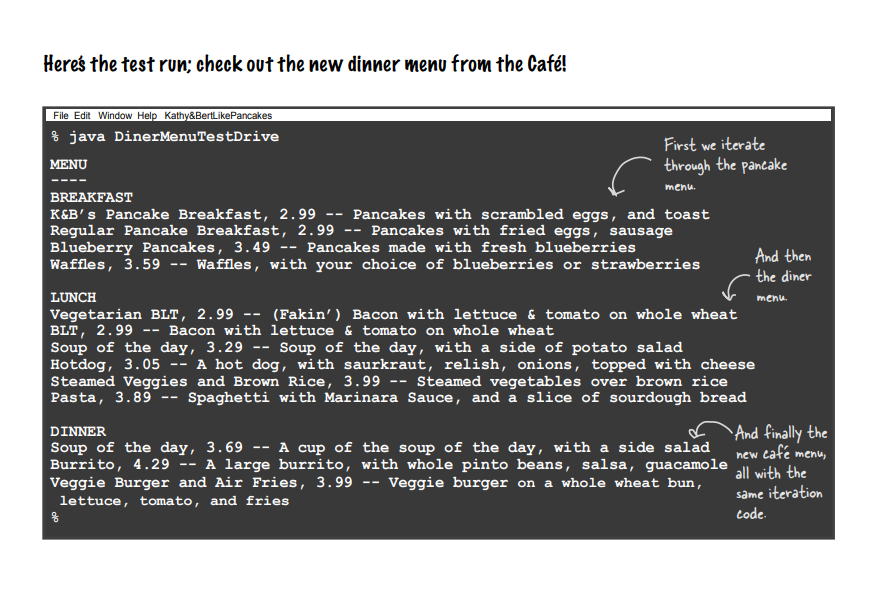 Here's the test run; check out the new dinner menu from the Café!
File Edit Window Help Kathy&BertLikePancakes
% java DinerMenuTestDrive
MENU
----
BREAKFAST
K&B's Pancake Breakfast, 2.99 -- Pancakes with scrambled eggs, and toast
Regular Pancake Breakfast, 2.99 -- Pancakes with fried eggs, sausage
Blueberry Pancakes, 3.49 -- Pancakes made with fresh blueberries
Waffles, 3.59 -- Waffles, with your choice of blueberries or strawberries
First we iterate
through the pancake
menu.
LUNCH
Vegetarian BLT, 2.99 -- (Fakin') Bacon with lettuce & tomato on whole wheat
BLT, 2.99 -- Bacon with lettuce & tomato on whole wheat
Soup of the day, 3.29 -- Soup of the day, with a side of potato salad
Hotdog, 3.05 -- A hot dog, with saurkraut, relish, onions, topped with cheese
Steamed Veggies and Brown Rice, 3.99 -- Steamed vegetables over brown rice
Pasta, 3.89 -- Spaghetti with Marinara Sauce, and a slice of sourdough bread
And then
the diner
menu.
DINNER
Soup of the day, 3.69 -- A cup of the soup of the day, with a side salad
Burrito, 4.29 -- A large burrito, with whole pinto beans, salsa, guacamole
Veggie Burger and Air Fries, 3.99 -- Veggie burger on a whole wheat bun,
lettuce, tomato, and fries
%
And finally the
new café menu,
all with the
same iteration
code.